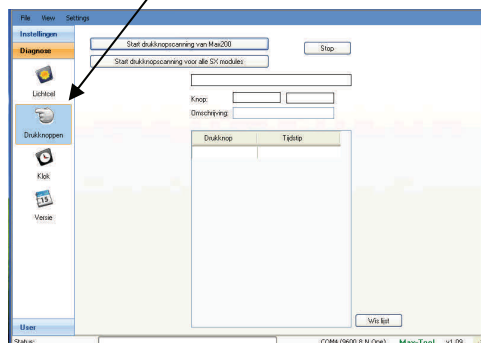 File View Settings
Instellingen
Diagnose
Lichtcel
Drukknoppen
Klok
15
Versie
User
Start drukknopscanning van Max200
Stop
Start drukknopscanning voor alle SX modules
Knop:
Omschrijving:
Drukknop Tijdstip
Wis lijst
Status: COM4 (9600,8,N,One) Max-Tool v1.09